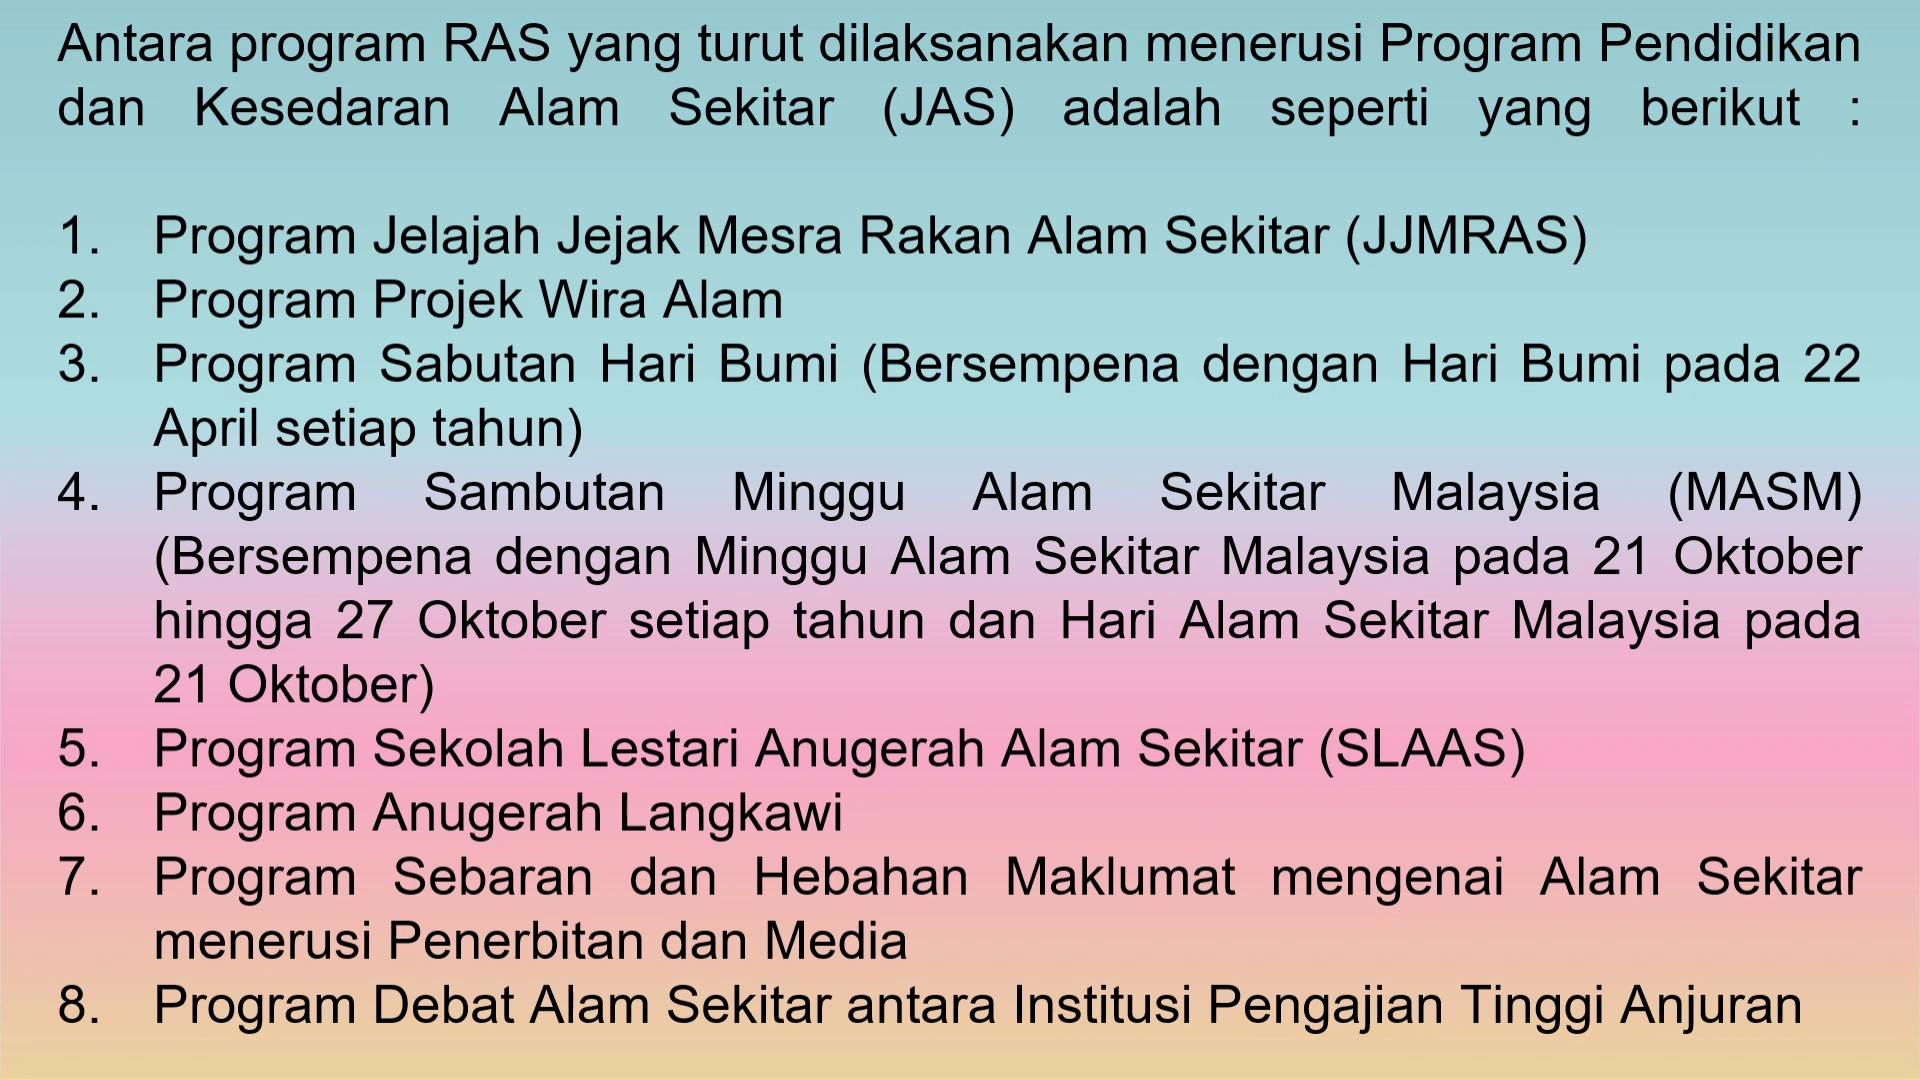 Antara program RAS yang turut dilaksanakan menerusi Program Pendidikan
dan Kesedaran Alam Sekitar (JAS) adalah seperti yang berikut :
1. Program Jelajah Jejak Mesra Rakan Alam Sekitar (JJMRAS)
2. Program Projek Wira Alam
3. Program Sabutan Hari Bumi (Bersempena dengan Hari Bumi pada 22
April setiap tahun)
4. Program Sambutan Minggu Alam Sekitar Malaysia (MASM)
(Bersempena dengan Minggu Alam Sekitar Malaysia pada 21 Oktober
hingga 27 Oktober setiap tahun dan Hari Alam Sekitar Malaysia pada
21 Oktober)
5. Program Sekolah Lestari Anugerah Alam Sekitar (SLAAS)
6. Program Anugerah Langkawi
7. Program Sebaran dan Hebahan Maklumat mengenai Alam Sekitar
menerusi Penerbitan dan Media
8. Program Debat Alam Sekitar antara Institusi Pengajian Tinggi Anjuran